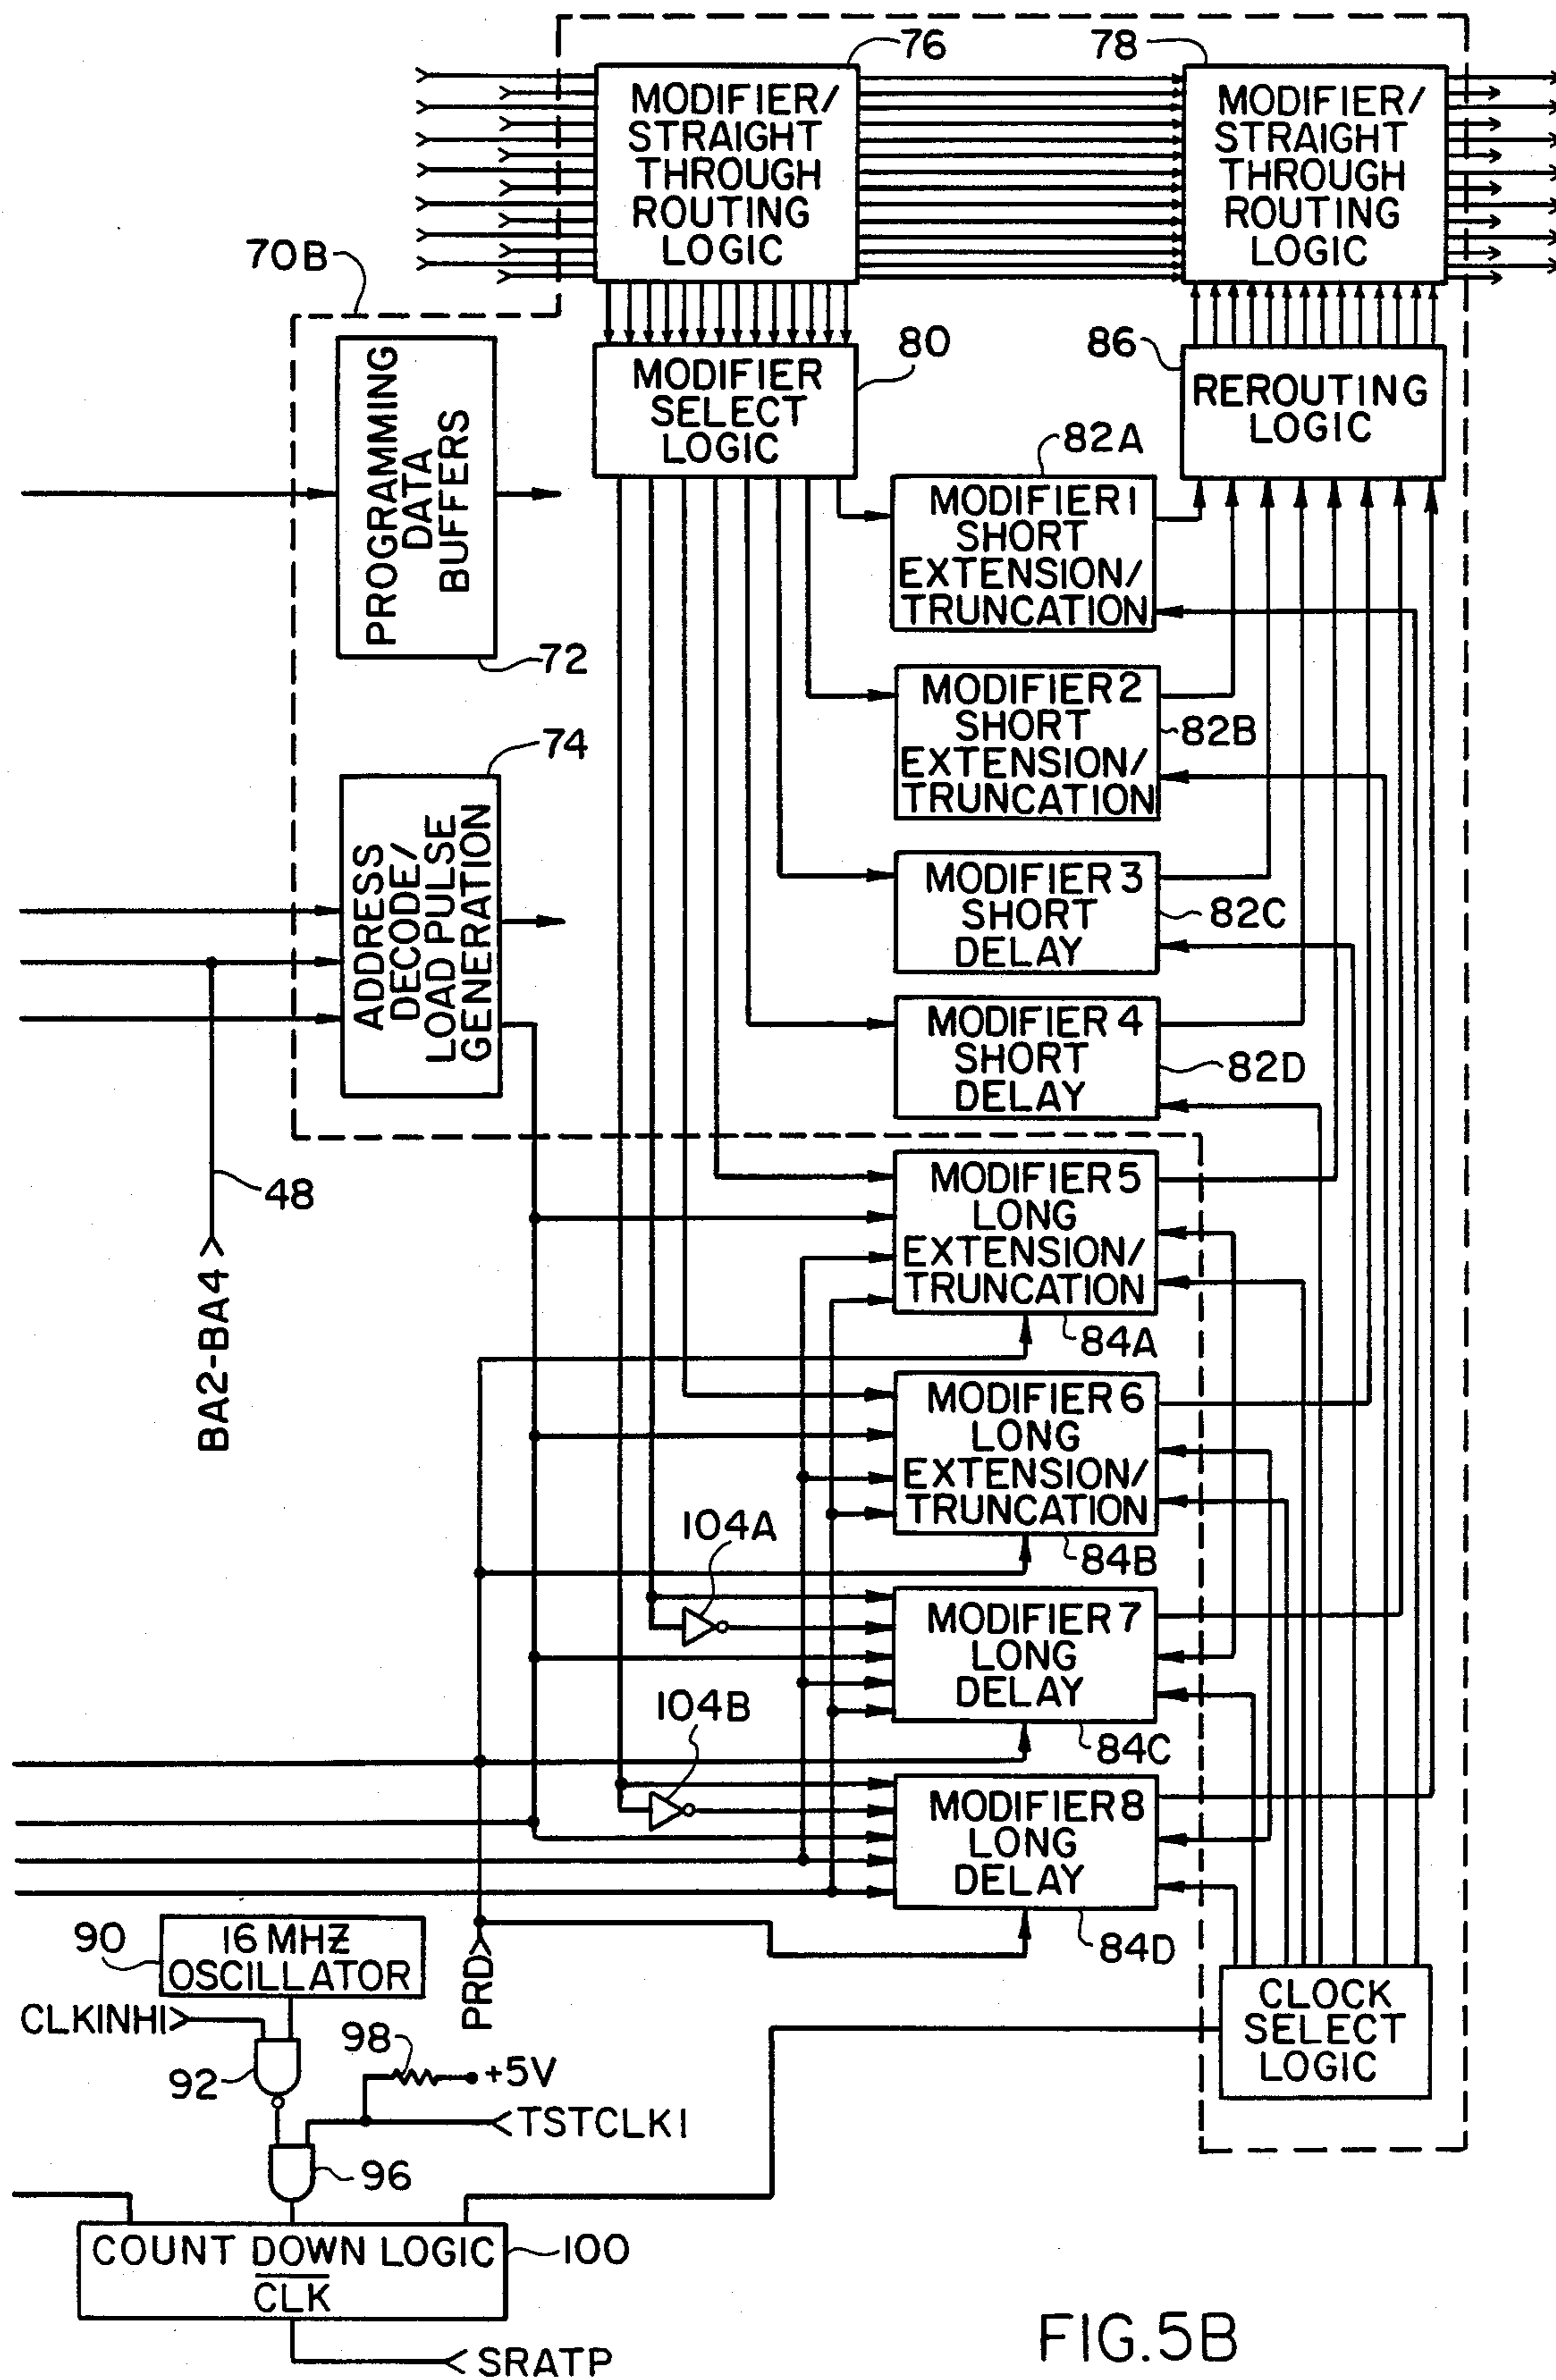 76
78
MODIFIER/
STRAIGHT
THROUGH
ROUTING
LOGIC
MODIFIER/
STRAIGHT
THROUGH
ROUTING
LOGIC
70B
PROGRAMMING
DATA
BUFFERS
72
MODIFIER
SELECT
LOGIC
80
86
REROUTING
LOGIC
82A
MODIFIER 1
SHORT
EXTENSION/
TRUNCATION
MODIFIER 2
SHORT
EXTENSION/
TRUNCATION
82B
74
ADDRESS
DECODE/
LOAD PULSE
GENERATION
MODIFIER 3
SHORT
DELAY
82C
MODIFIER 4
SHORT
DELAY
82D
48
BA2-BA4
MODIFIER 5
LONG
EXTENSION/
TRUNCATION
84A
MODIFIER 6
LONG
EXTENSION/
TRUNCATION
84B
104A
MODIFIER 7
LONG
DELAY
84C
104B
MODIFIER 8
LONG
DELAY
84D
90
16 MHZ
OSCILLATOR
PRD
CLKINHI
92
98
+5V
TSTCLKI
96
CLOCK
SELECT
LOGIC
COUNT DOWN LOGIC
C̅L̅K̅
100
SRATP
FIG.5B